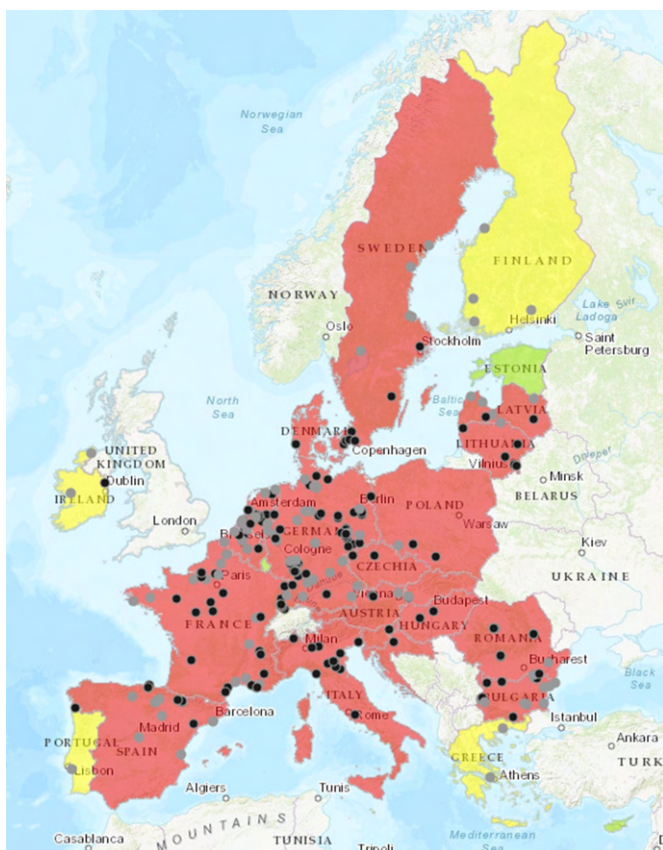 Norwegian
Sea
SWEDEN
FINLAND
NORWAY
Lake Svir
Ladoga
Oslo
Helsinki
Saint
Petersburg
Stockholm
ESTONIA
North
Sea
Baltic
Sea
LATVIA
DENMARK
Copenhagen
LITHUANIA
UNITED
KINGDOM
Vilnius
Dnieper
Minsk
BELARUS
Dublin
IRELAND
Amsterdam
Berlin
POLAND
Warsaw
London
Cologne
Kiev
Paris
CZECHIA
UKRAINE
Vienna
Budapest
AUSTRIA
HUNGARY
FRANCE
Milan
ROMANIA
Bucharest
Black
Sea
BULGARIA
ITALY
Rome
Barcelona
Istanbul
Madrid
PORTUGAL
SPAIN
Ankara
GREECE
TURK
Lisbon
Athens
Algiers
Tunis
Casablanca
MOUNTAINS
TUNISIA
Mediterranean
Sea
Tripoli